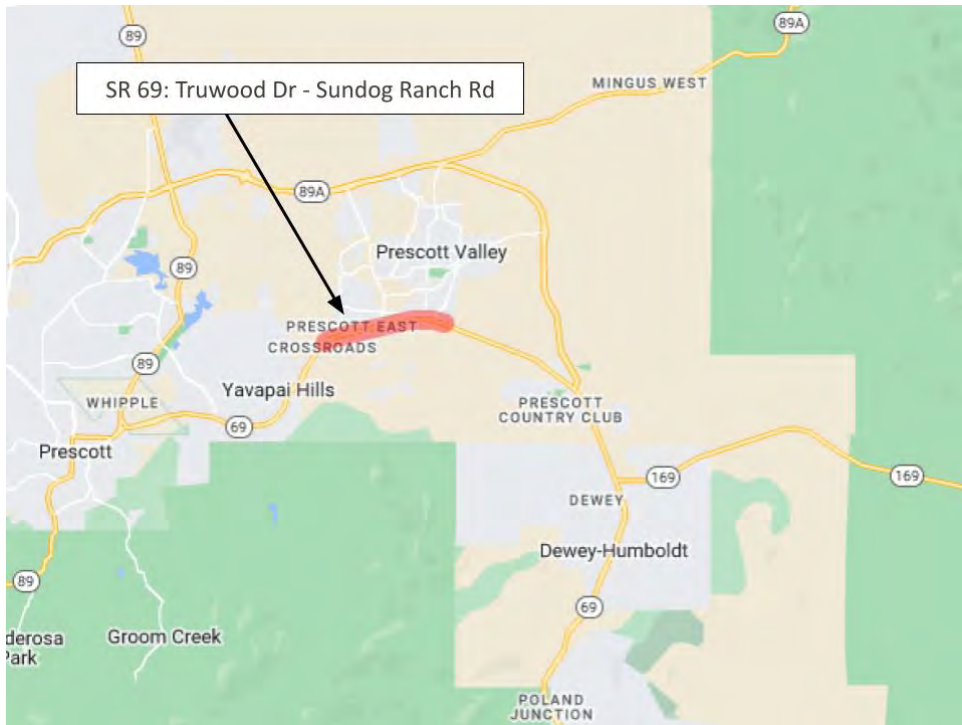 89
89A
MINGUS WEST
SR 69: Truwood Dr - Sundog Ranch Rd
89A
Prescott Valley
89
PRESCOTT EAST
CROSSROADS
89
Yavapai Hills
WHIPPLE
PRESCOTT
COUNTRY CLUB
69
Prescott
169
169
DEWEY
Dewey-Humboldt
89
69
derosa
Park
Groom Creek
POLAND
JUNCTION